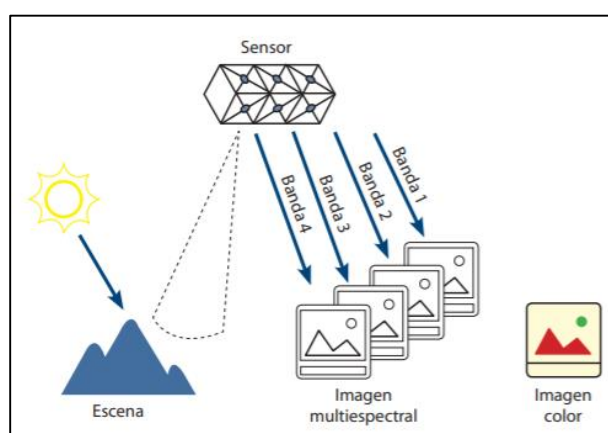 Sensor
Banda 4
Banda 3
Banda 2
Banda 1
Escena
Imagen
multiespectral
Imagen
color